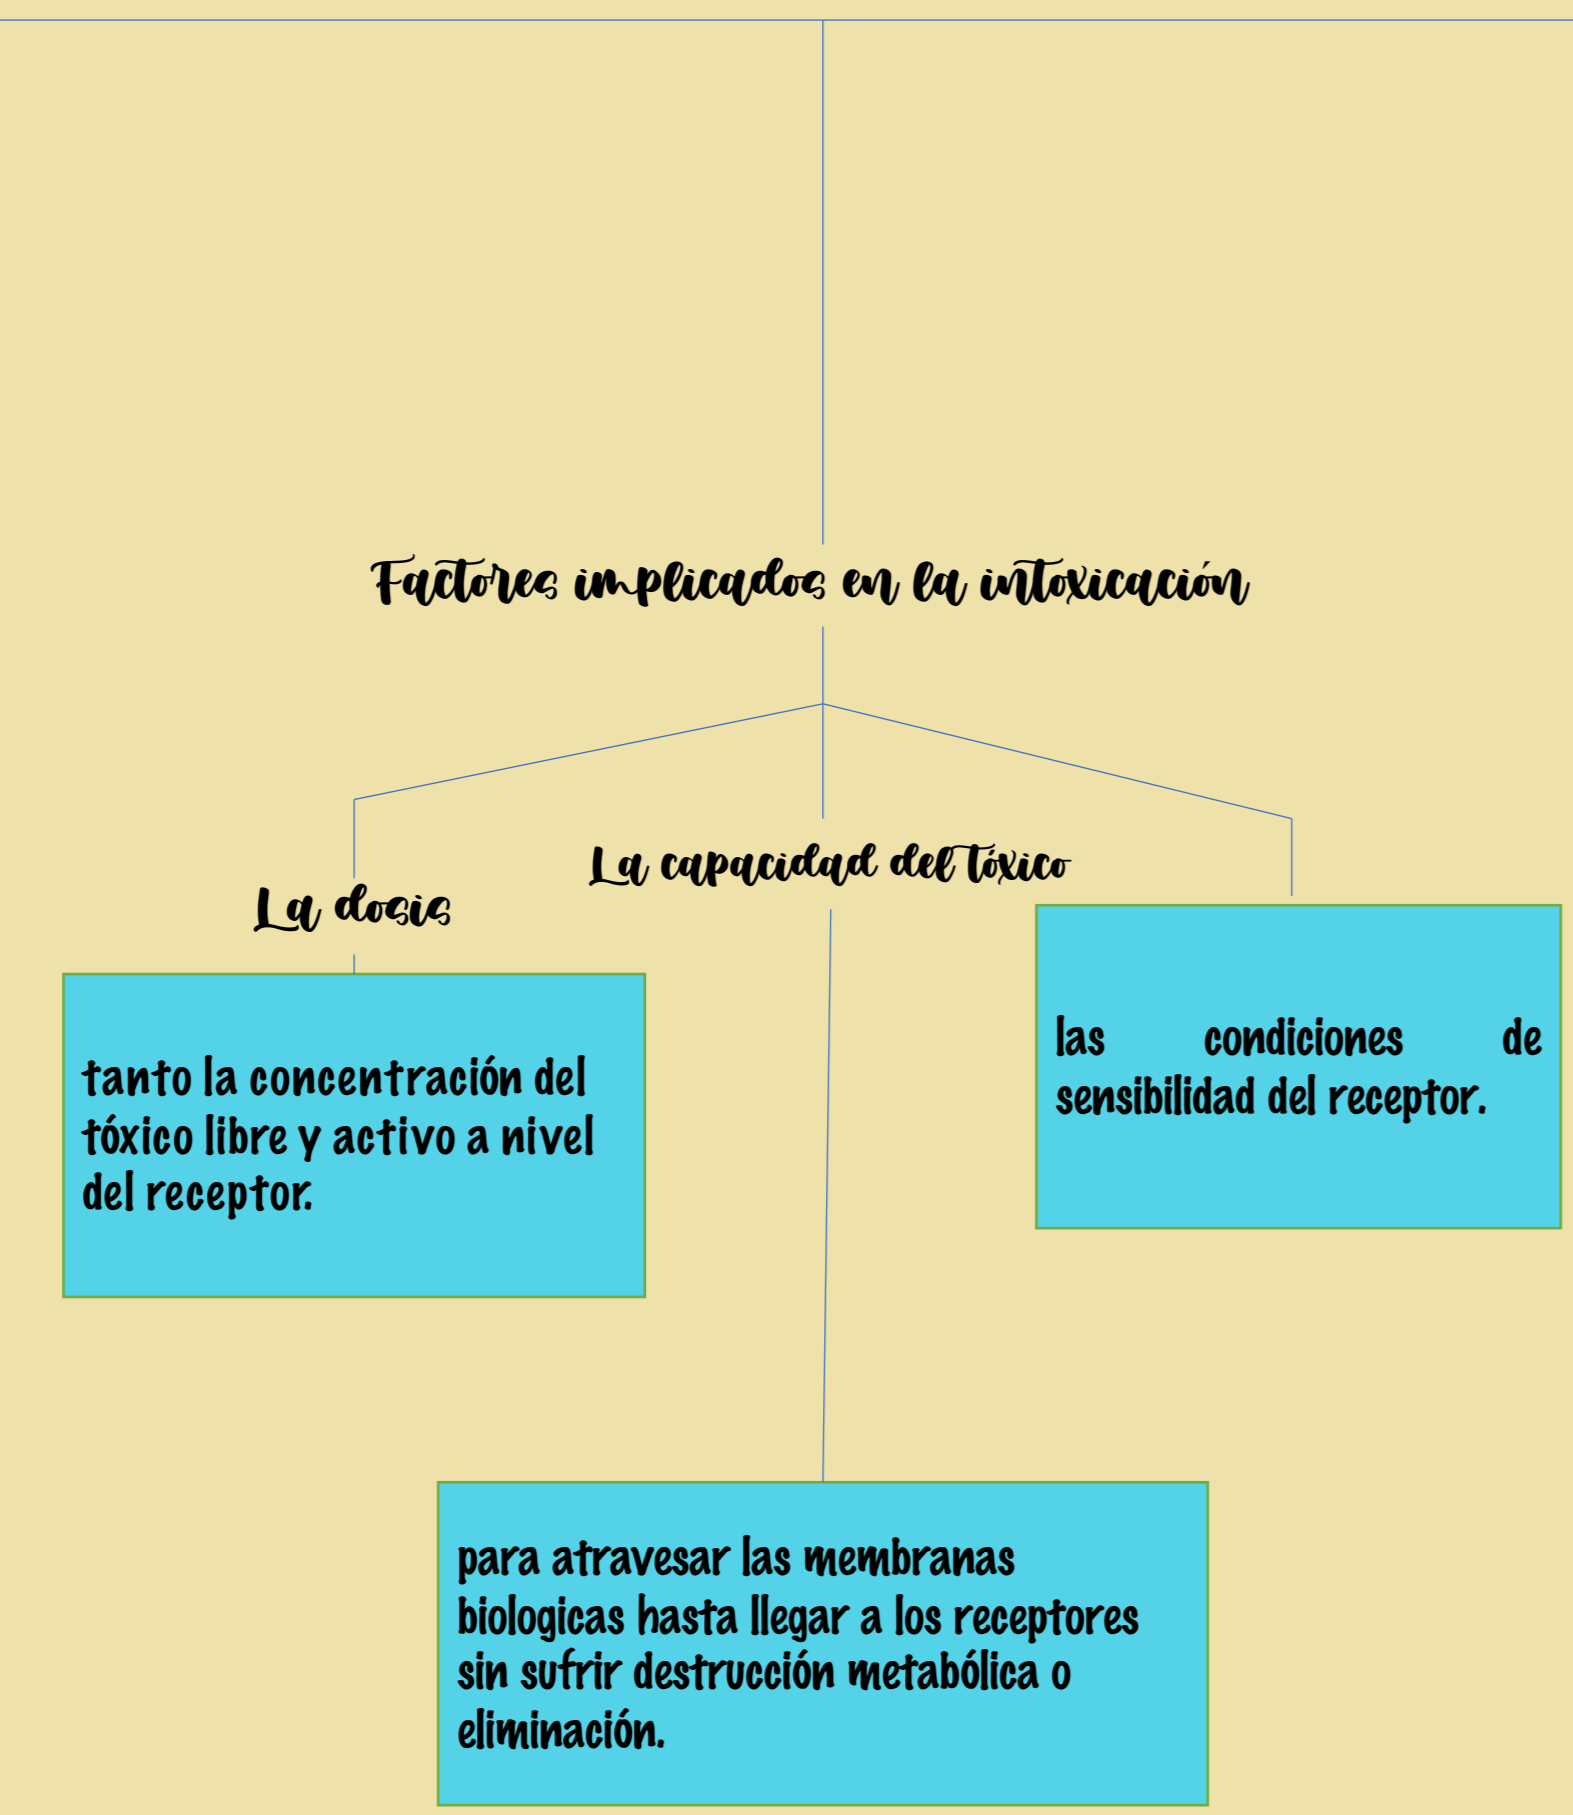 Factores implicados en la intoxicación
La capacidad del tóxico
La dosis
tanto la concentración del
tóxico libre y activo a nivel
del receptor.
las condiciones de
sensibilidad del receptor.
para atravesar las membranas
biologicas hasta llegar a los receptores
sin sufrir destrucción metabólica o
eliminación.